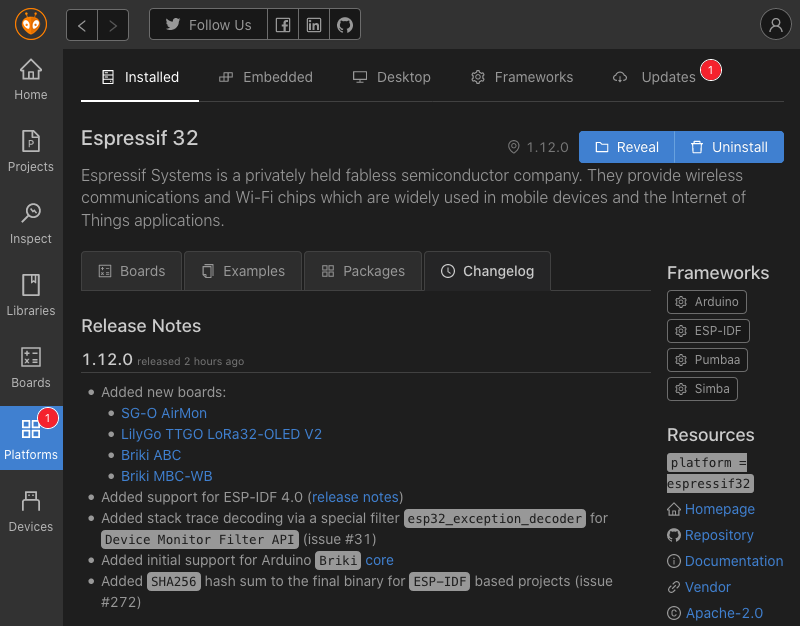 Follow Us
Home
Projects
Inspect
Libraries
Boards
1
Platforms
Devices
Installed
Embedded
Desktop
Frameworks
Updates 1
Espressif 32
1.12.0
Reveal
Uninstall
Espressif Systems is a privately held fabless semiconductor company. They provide wireless
communications and Wi-Fi chips which are widely used in mobile devices and the Internet of
Things applications.
Boards
Examples
Packages
Changelog
Release Notes
1.12.0 released 2 hours ago
• Added new boards:
• SG-O AirMon
• LilyGo TTGO LoRa32-OLED V2
• Briki ABC
• Briki MBC-WB
• Added support for ESP-IDF 4.0 (release notes)
• Added stack trace decoding via a special filter esp32_exception_decoder for
Device Monitor Filter API (issue #31)
• Added initial support for Arduino Briki core
• Added SHA256 hash sum to the final binary for ESP-IDF based projects (issue
#272)
Frameworks
Arduino
ESP-IDF
Pumbaa
Simba
Resources
platform =
espressif32
Homepage
Repository
Documentation
Vendor
Apache-2.0